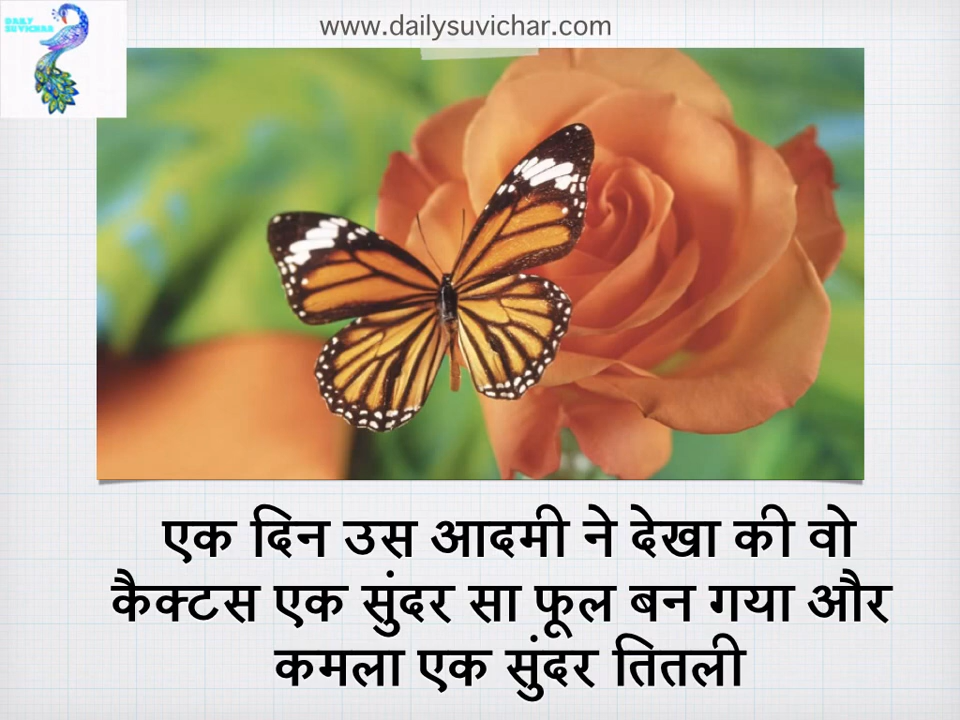 www.dailysuvichar.com
DAILY
SUVICHAR
एक दिन उस आदमी ने देखा की वो
कैक्टस एक सुंदर सा फूल बन गया और
कमला एक सुंदर तितली